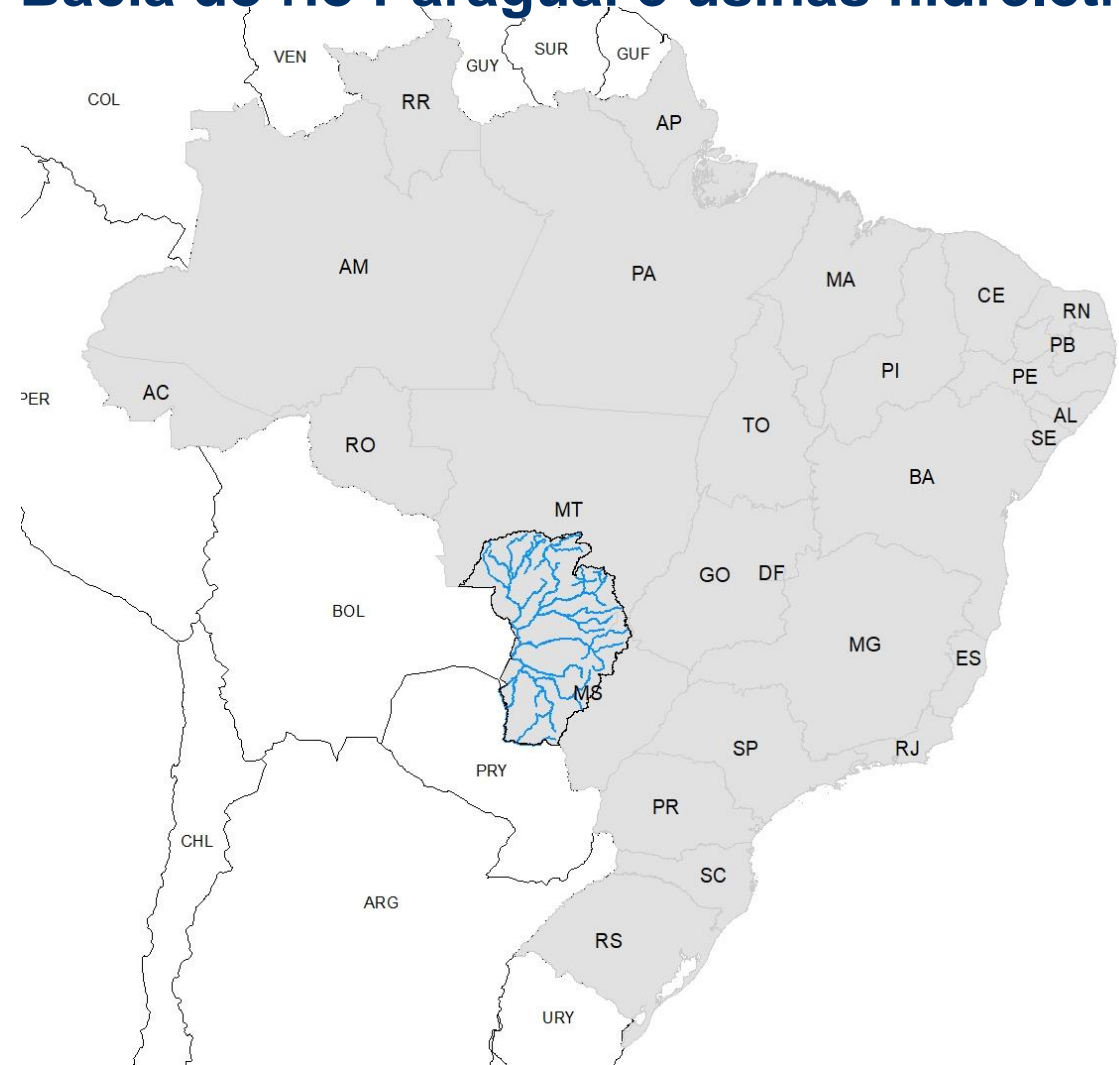 Bacia do rio Paraguai e usinas
VEN
SUR
GUF
GUY
COL
RR
AP
AM
PA
MA
CE
RN
PB
PI
PE
AC
PER
AL
TO
SE
RO
BA
MT
GO
DF
BOL
MG
ES
MS
SP
RJ
PRY
PR
CHL
SC
ARG
RS
URY